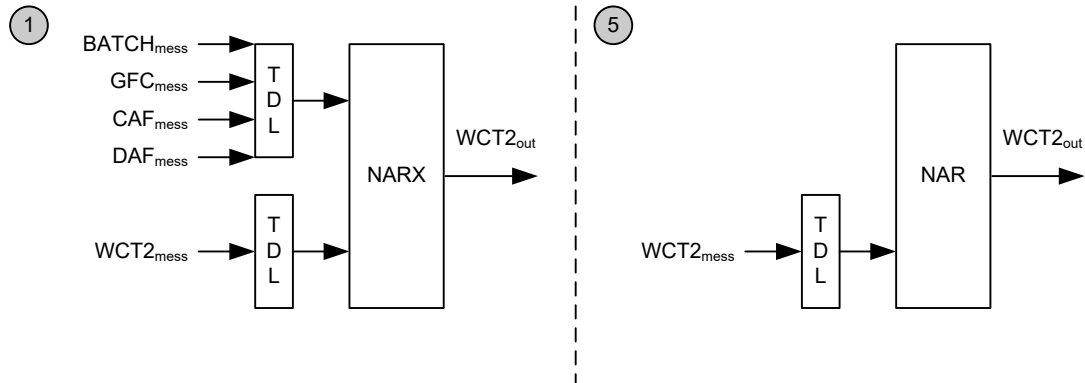 1
BATCHmess
GFCmess
CAFmess
DAFmess
T
D
L
WCT2mess
T
D
L
NARX
WCT2out
5
WCT2mess
T
D
L
NAR
WCT2out